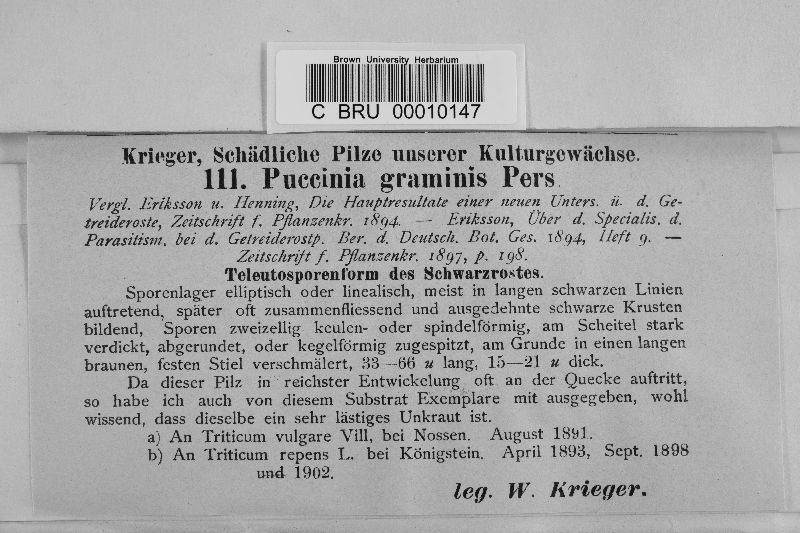 Brown University Herbarium
C BRU 00010147
Krieger, Schädliche Pilze unserer Kulturgewächse.
111. Puccinia graminis Pers.
Vergl. Eriksson u. Henning, Die Hauptresultate einer neuen Unters. ü. d. Ge-
treideroste, Zeitschrift f. Pflanzenkr. 1894. — Eriksson, Über d. Specialis. d.
Parasitism. bei d. Getreiderostp. Ber. d. Deutsch. Bot. Ges. 1894, Heft 9. —
Zeitschrift f. Pflanzenkr. 1897, p. 198.
Teleutosporenform des Schwarzrostes.
Sporenlager elliptisch oder linealisch, meist in langen schwarzen Linien
auftretend, später oft zusammenfliessend und ausgedehnte schwarze Krusten
bildend, Sporen zweizellig keulen- oder spindelförmig, am Scheitel stark
verdickt, abgerundet, oder kegelförmig zugespitzt, am Grunde in einen langen
braunen, festen Stiel verschmälert, 33—66 u lang, 15—21 u dick.
Da dieser Pilz in reichster Entwickelung oft an der Quecke auftritt,
so habe ich auch von diesem Substrat Exemplare mit ausgegeben, wohl
wissend, dass dieselbe ein sehr lästiges Unkraut ist.
a) An Triticum vulgare Vill, bei Nossen. August 1891.
b) An Triticum repens L. bei Königstein. April 1893, Sept. 1898
und 1902.
leg. W. Krieger.